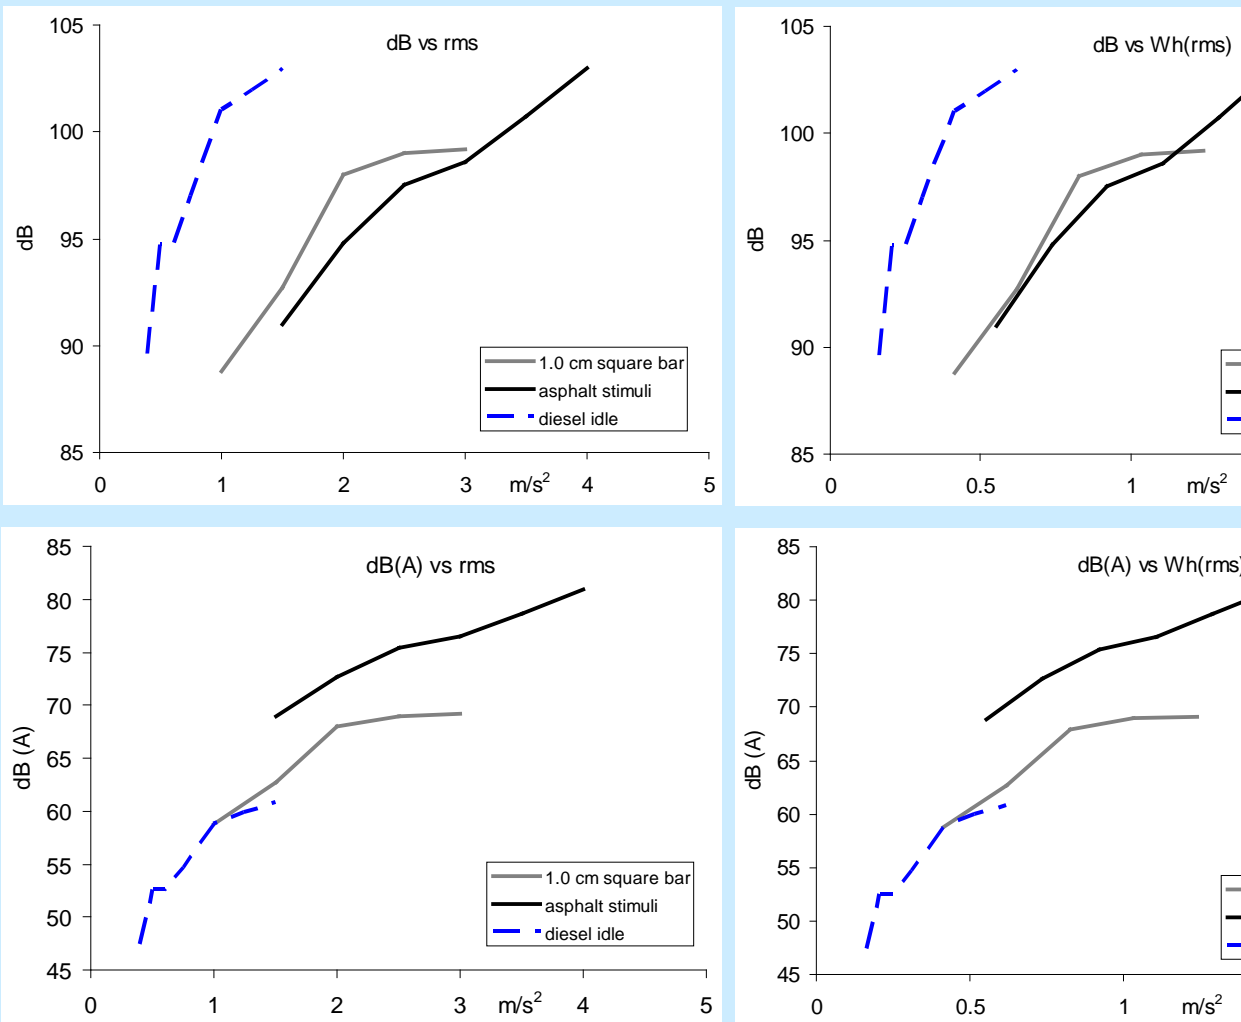 dB vs rms
105
100
95
90
85
dB
1.0 cm square bar
asphalt stimuli
diesel idle
0 1 2 3 m/s² 4 5
dB vs Wh(rms)
105
100
95
90
85
dB
0 0.5 1 m/s²
dB(A) vs rms
85
80
75
70
65
60
55
50
45
dB (A)
1.0 cm square bar
asphalt stimuli
diesel idle
0 1 2 3 m/s² 4 5
dB(A) vs Wh(rms)
85
80
75
70
65
60
55
50
45
dB (A)
0 0.5 1 m/s²